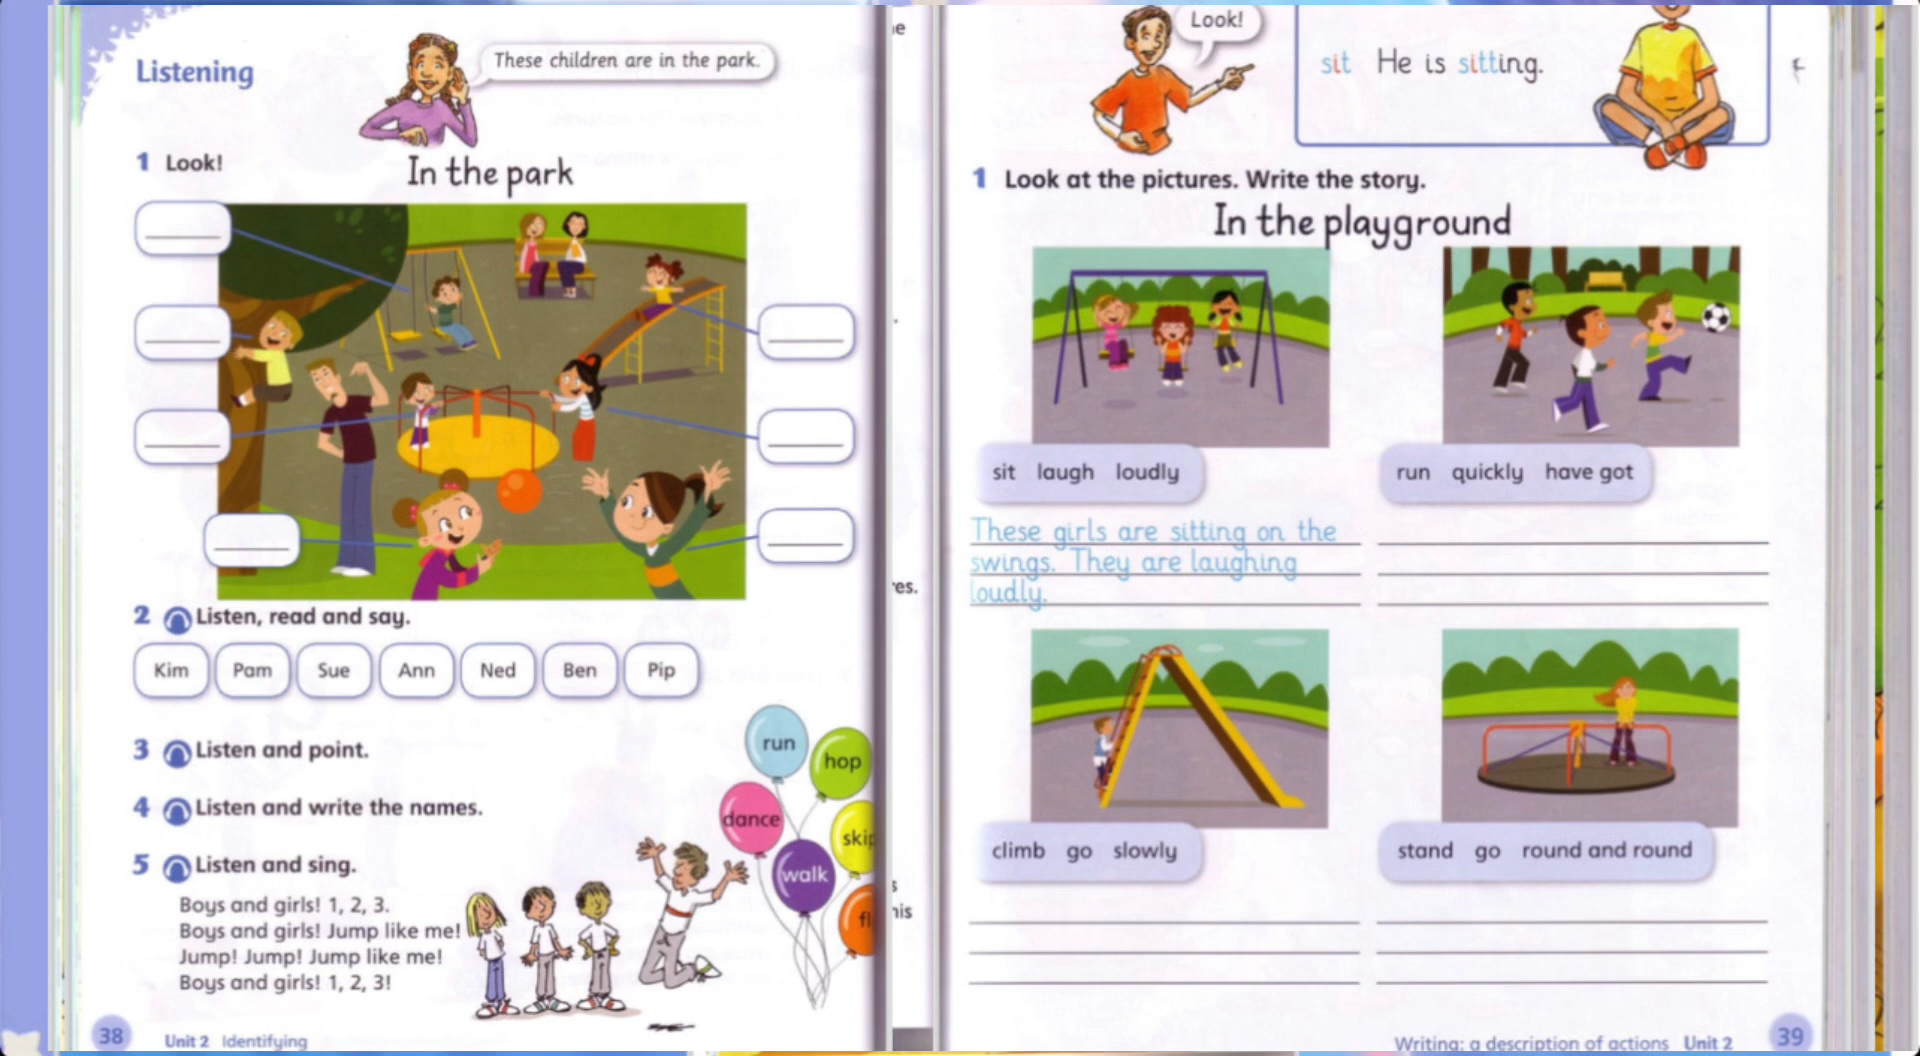 Listening
These children are in the park.
1 Look!
In the park
2 Listen, read and say.
Kim Pam Sue Ann Ned Ben Pip
3 Listen and point.
4 Listen and write the names.
5 Listen and sing.
Boys and girls! 1, 2, 3.
Boys and girls! Jump like me!
Jump! Jump! Jump like me!
Boys and girls! 1, 2, 3!
run
hop
dance
skip
walk
fl
38 Unit 2 Identifying
res.
his
Look!
sit He is sitting.
1 Look at the pictures. Write the story.
In the playground
sit laugh loudly
run quickly have got
These girls are sitting on the
swings. They are laughing
loudly.
climb go slowly
stand go round and round
Writing: a description of actions Unit 2 39